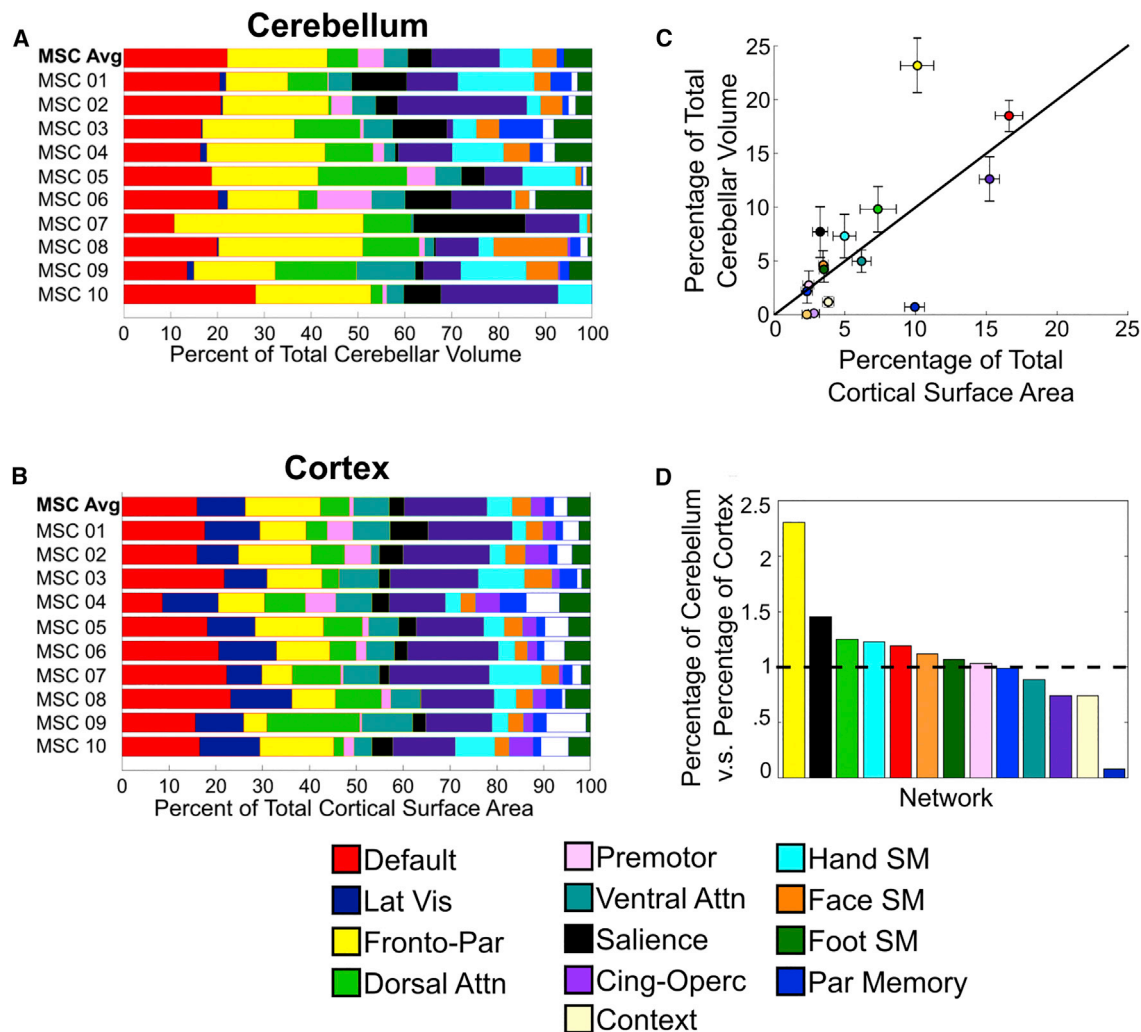 A
Cerebellum
MSC Avg
MSC 01
MSC 02
MSC 03
MSC 04
MSC 05
MSC 06
MSC 07
MSC 08
MSC 09
MSC 10
0 10 20 30 40 50 60 70 80 90 100
Percent of Total Cerebellar Volume
B
Cortex
MSC Avg
MSC 01
MSC 02
MSC 03
MSC 04
MSC 05
MSC 06
MSC 07
MSC 08
MSC 09
MSC 10
0 10 20 30 40 50 60 70 80 90 100
Percent of Total Cortical Surface Area
C
Percentage of Total
Cerebellar Volume
25
20
15
10
5
0
0 5 10 15 20 25
Percentage of Total
Cortical Surface Area
D
Percentage of Cerebellum
v.s. Percentage of Cortex
2.5
2
1.5
1
.5
0
Network
Default
Lat Vis
Fronto-Par
Dorsal Attn
Premotor
Ventral Attn
Salience
Cing-Operc
Context
Hand SM
Face SM
Foot SM
Par Memory